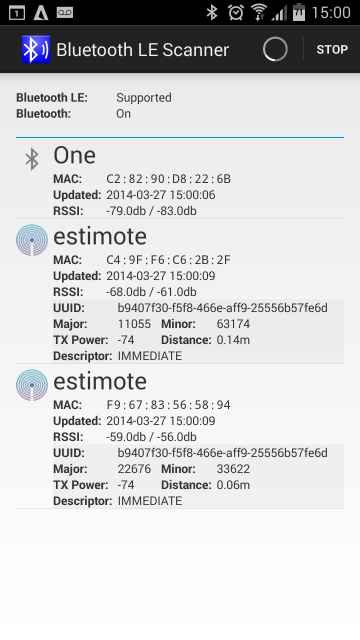 1 71 15:00
Bluetooth LE Scanner STOP
Bluetooth LE: Supported
Bluetooth: On
One
MAC: C2:82:90:D8:22:6B
Updated: 2014-03-27 15:00:06
RSSI: -79.0db / -83.0db
estimote
MAC: C4:9F:F6:C6:2B:2F
Updated: 2014-03-27 15:00:09
RSSI: -68.0db / -61.0db
UUID: b9407f30-f5f8-466e-aff9-25556b57fe6d
Major: 11055 Minor: 63174
TX Power: -74 Distance: 0.14m
Descriptor: IMMEDIATE
estimote
MAC: F9:67:83:56:58:94
Updated: 2014-03-27 15:00:09
RSSI: -59.0db / -56.0db
UUID: b9407f30-f5f8-466e-aff9-25556b57fe6d
Major: 22676 Minor: 33622
TX Power: -74 Distance: 0.06m
Descriptor: IMMEDIATE